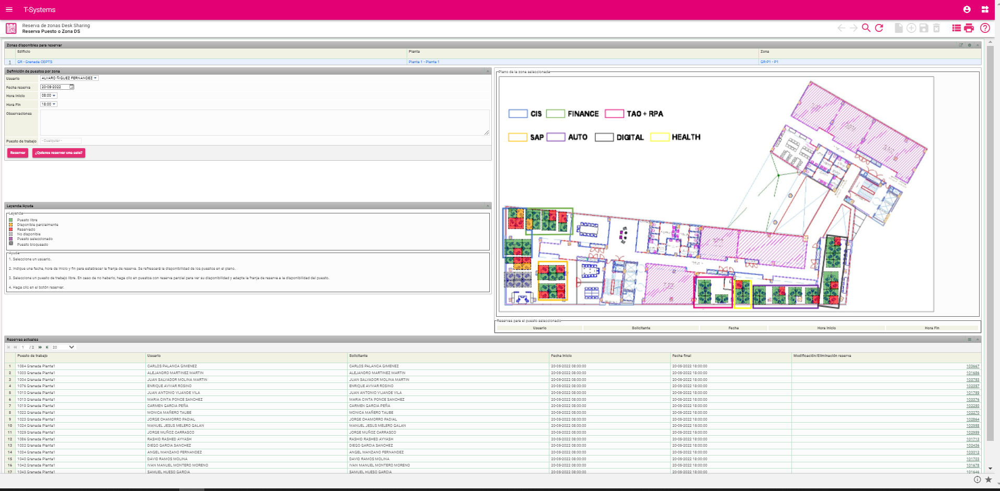 T-Systems
Reserva de zonas Desk Sharing
Reserva Puesto o Zona DS
Zonas disponibles para reservar
Edificio Planta Zona
1 GR - Granada CEPTS Planta 1 - Planta 1 GR-P1 - P1
Definición de puestos por zona
Usuario ALVARO ÑIGUEZ FERNANDEZ
Fecha reserva 20-05-2022
Hora Inicio 08:00
Hora Fin 18:00
Observaciones
Puesto de trabajo - Cualquier -
Reservar ¿Quieres reservar una sala?
Leyenda/Ayuda
Leyenda
Puesto libre
Disponible parcialmente
Reservado
No disponible
Puesto seleccionado
Puesto bloqueado
Ayuda
1. Seleccione un usuario.
2. Indique una fecha, hora de inicio y fin para establecer la franja de reserva. Se refrescará la disponibilidad de los puestos en el plano.
3. Seleccione un puesto de trabajo libre. En caso de no haberlo, haga clic en puestos con reserva parcial para ver su disponibilidad y adapte la franja de reserva a la disponibilidad del puesto.
4. Haga clic en el botón reservar.
Plano de la zona seleccionada
CIS FINANCE TAO + RPA
SAP AUTO DIGITAL HEALTH
Reservas para el puesto seleccionado
Usuario Solicitante Fecha Hora Inicio Hora Fin
Reservas actuales
1 / 2 20
Puesto de trabajo Usuario Solicitante Fecha Inicio Fecha final Modificación/Eliminación reserva
1 1084 Granada Planta1 CARLOS PALANCA GIMENEZ CARLOS PALANCA GIMENEZ 20-05-2022 08:00:00 20-05-2022 18:00:00 103667
2 1003 Granada Planta1 ALEJANDRO MARTINEZ MARTIN ALEJANDRO MARTINEZ MARTIN 20-05-2022 08:00:00 20-05-2022 18:00:00 101686
3 1004 Granada Planta1 JUAN SALVADOR MOLINA MARTIN JUAN SALVADOR MOLINA MARTIN 20-05-2022 08:00:00 20-05-2022 18:00:00 103753
4 1076 Granada Planta1 ENRIQUE AVIVAR ROSINO ENRIQUE AVIVAR ROSINO 20-05-2022 08:00:00 20-05-2022 18:00:00 102357
5 1010 Granada Planta1 JUAN ANTONIO VIJANDE VILA JUAN ANTONIO VIJANDE VILA 20-05-2022 08:00:00 20-05-2022 18:00:00 101759
6 1013 Granada Planta1 MARIA CINTA PONCE SANCHEZ MARIA CINTA PONCE SANCHEZ 20-05-2022 08:00:00 20-05-2022 18:00:00 103376
7 1019 Granada Planta1 CARMEN GARCIA PEÑA CARMEN GARCIA PEÑA 20-05-2022 08:00:00 20-05-2022 18:00:00 102250
8 1022 Granada Planta1 MONICA MAÑERO TAUBE MONICA MAÑERO TAUBE 20-05-2022 08:00:00 20-05-2022 18:00:00 102270
9 1023 Granada Planta1 JORGE CHAMORRO PADIAL JORGE CHAMORRO PADIAL 20-05-2022 08:00:00 20-05-2022 18:00:00 102864
10 1024 Granada Planta1 MANUEL JESUS MELERO GALAN MANUEL JESUS MELERO GALAN 20-05-2022 08:00:00 20-05-2022 15:00:00 102958
11 1025 Granada Planta1 JORGE MUÑOZ CARRASCO JORGE MUÑOZ CARRASCO 20-05-2022 08:00:00 20-05-2022 15:00:00 102959
12 1086 Granada Planta1 RASHID RASHED AYYASH RASHID RASHED AYYASH 20-05-2022 08:00:00 20-05-2022 18:00:00 101713
13 1032 Granada Planta1 DIEGO GARCIA SANCHEZ DIEGO GARCIA SANCHEZ 20-05-2022 08:00:00 20-05-2022 18:00:00 102436
14 1034 Granada Planta1 ANGEL MANZANO FERNANDEZ ANGEL MANZANO FERNANDEZ 20-05-2022 08:00:00 20-05-2022 18:00:00 103012
15 1040 Granada Planta1 DAVID RAMOS MOLINA DAVID RAMOS MOLINA 20-05-2022 08:00:00 20-05-2022 18:00:00 101703
16 1042 Granada Planta1 IVAN MANUEL MONTERO MORENO IVAN MANUEL MONTERO MORENO 20-05-2022 08:00:00 20-05-2022 18:00:00 101678
17 1043 Granada Planta1 SAMUEL HUESO GARCIA SAMUEL HUESO GARCIA 20-05-2022 08:00:00 20-05-2022 18:00:00 101646